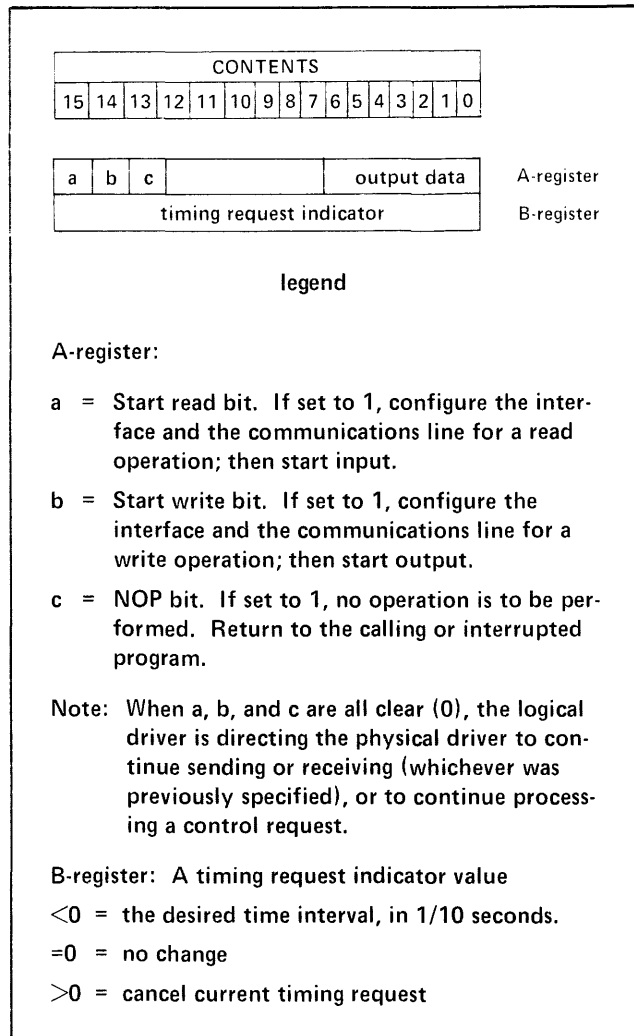 CONTENTS
15 14 13 12 11 10 9 8 7 6 5 4 3 2 1 0
a b c output data A-register
timing request indicator B-register
legend
A-register:
a = Start read bit. If set to 1, configure the inter-
face and the communications line for a read
operation; then start input.
b = Start write bit. If set to 1, configure the
interface and the communications line for a
write operation; then start output.
c = NOP bit. If set to 1, no operation is to be per-
formed. Return to the calling or interrupted
program.
Note: When a, b, and c are all clear (0), the logical
driver is directing the physical driver to con-
tinue sending or receiving (whichever was
previously specified), or to continue process-
ing a control request.
B-register: A timing request indicator value
<0 = the desired time interval, in 1/10 seconds.
=0 = no change
>0 = cancel current timing request